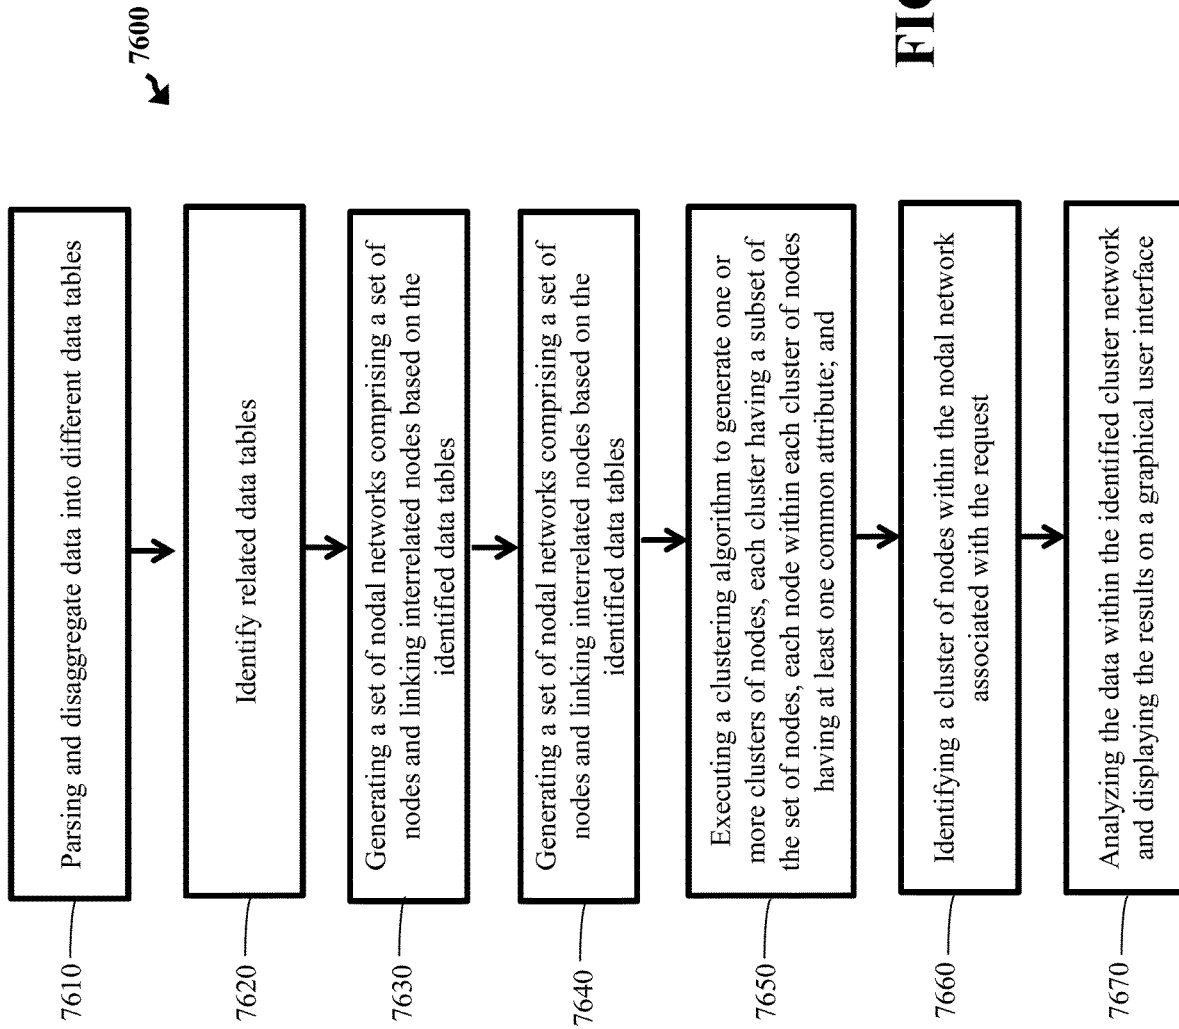 7600
7610
Parsing and disaggregate data into different data tables
7620
Identify related data tables
7630
Generating a set of nodal networks comprising a set of
nodes and linking interrelated nodes based on the
identified data tables
7640
Generating a set of nodal networks comprising a set of
nodes and linking interrelated nodes based on the
identified data tables
7650
Executing a clustering algorithm to generate one or
more clusters of nodes, each cluster having a subset of
the set of nodes, each node within each cluster of nodes
having at least one common attribute; and
7660
Identifying a cluster of nodes within the nodal network
associated with the request
7670
Analyzing the data within the identified cluster network
and displaying the results on a graphical user interface